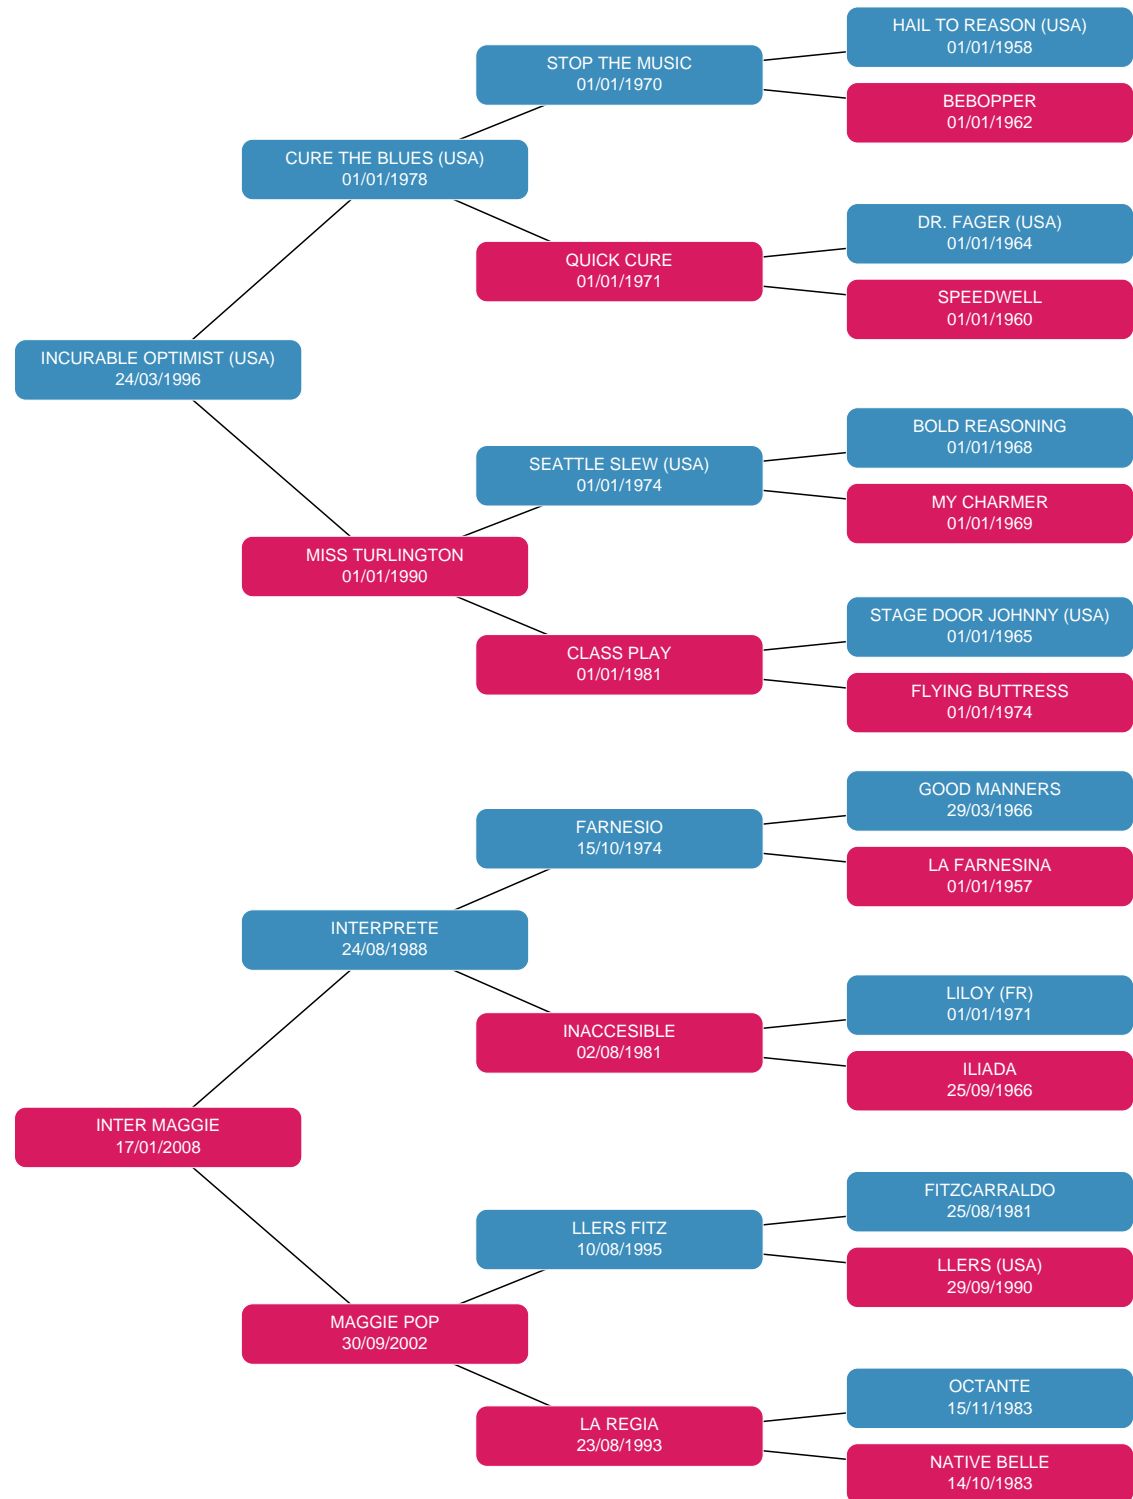 HAIL TO REASON (USA)
01/01/1958
STOP THE MUSIC
01/01/1970
BEBOPPER
01/01/1962
CURE THE BLUES (USA)
01/01/1978
DR. FAGER (USA)
01/01/1964
QUICK CURE
01/01/1971
SPEEDWELL
01/01/1960
INCURABLE OPTIMIST (USA)
24/03/1996
BOLD REASONING
01/01/1968
SEATTLE SLEW (USA)
01/01/1974
MY CHARMER
01/01/1969
MISS TURLINGTON
01/01/1990
STAGE DOOR JOHNNY (USA)
01/01/1965
CLASS PLAY
01/01/1981
FLYING BUTTRESS
01/01/1974
GOOD MANNERS
29/03/1966
FARNESIO
15/10/1974
LA FARNESINA
01/01/1957
INTERPRETE
24/08/1988
LILOY (FR)
01/01/1971
INACCESIBLE
02/08/1981
ILIADA
25/09/1966
INTER MAGGIE
17/01/2008
FITZCARRALDO
25/08/1981
LLERS FITZ
10/08/1995
LLERS (USA)
29/09/1990
MAGGIE POP
30/09/2002
OCTANTE
15/11/1983
LA REGIA
23/08/1993
NATIVE BELLE
14/10/1983